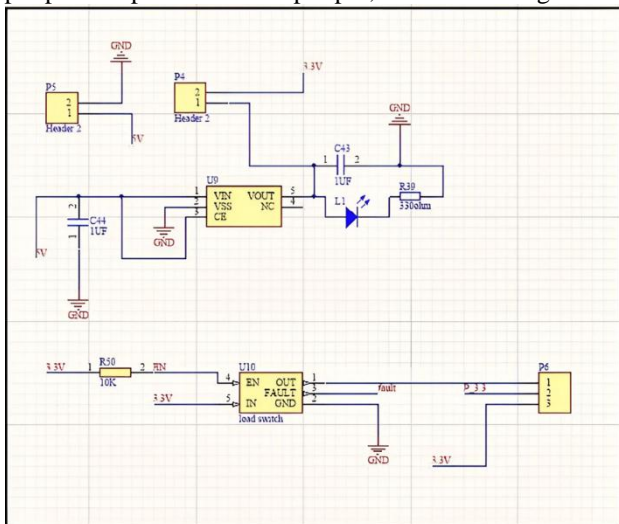 GND
P5
2
1
Header 2
5V
P4
2
1
Header 2
3.3V
GND
C43
1 2
1UF
R39
330ohm
L1
U9
1 VIN VOUT 5
2 VSS NC 4
3 CE
GND
2
C44
1UF
1
5V
GND
3.3V 1 R50 2 EN
10K
3.3V
U10
4 EN OUT 1
FAULT 3
5 IN GND 2
load switch
fault
GND
P_3.3
3.3V
P6
1
2
3